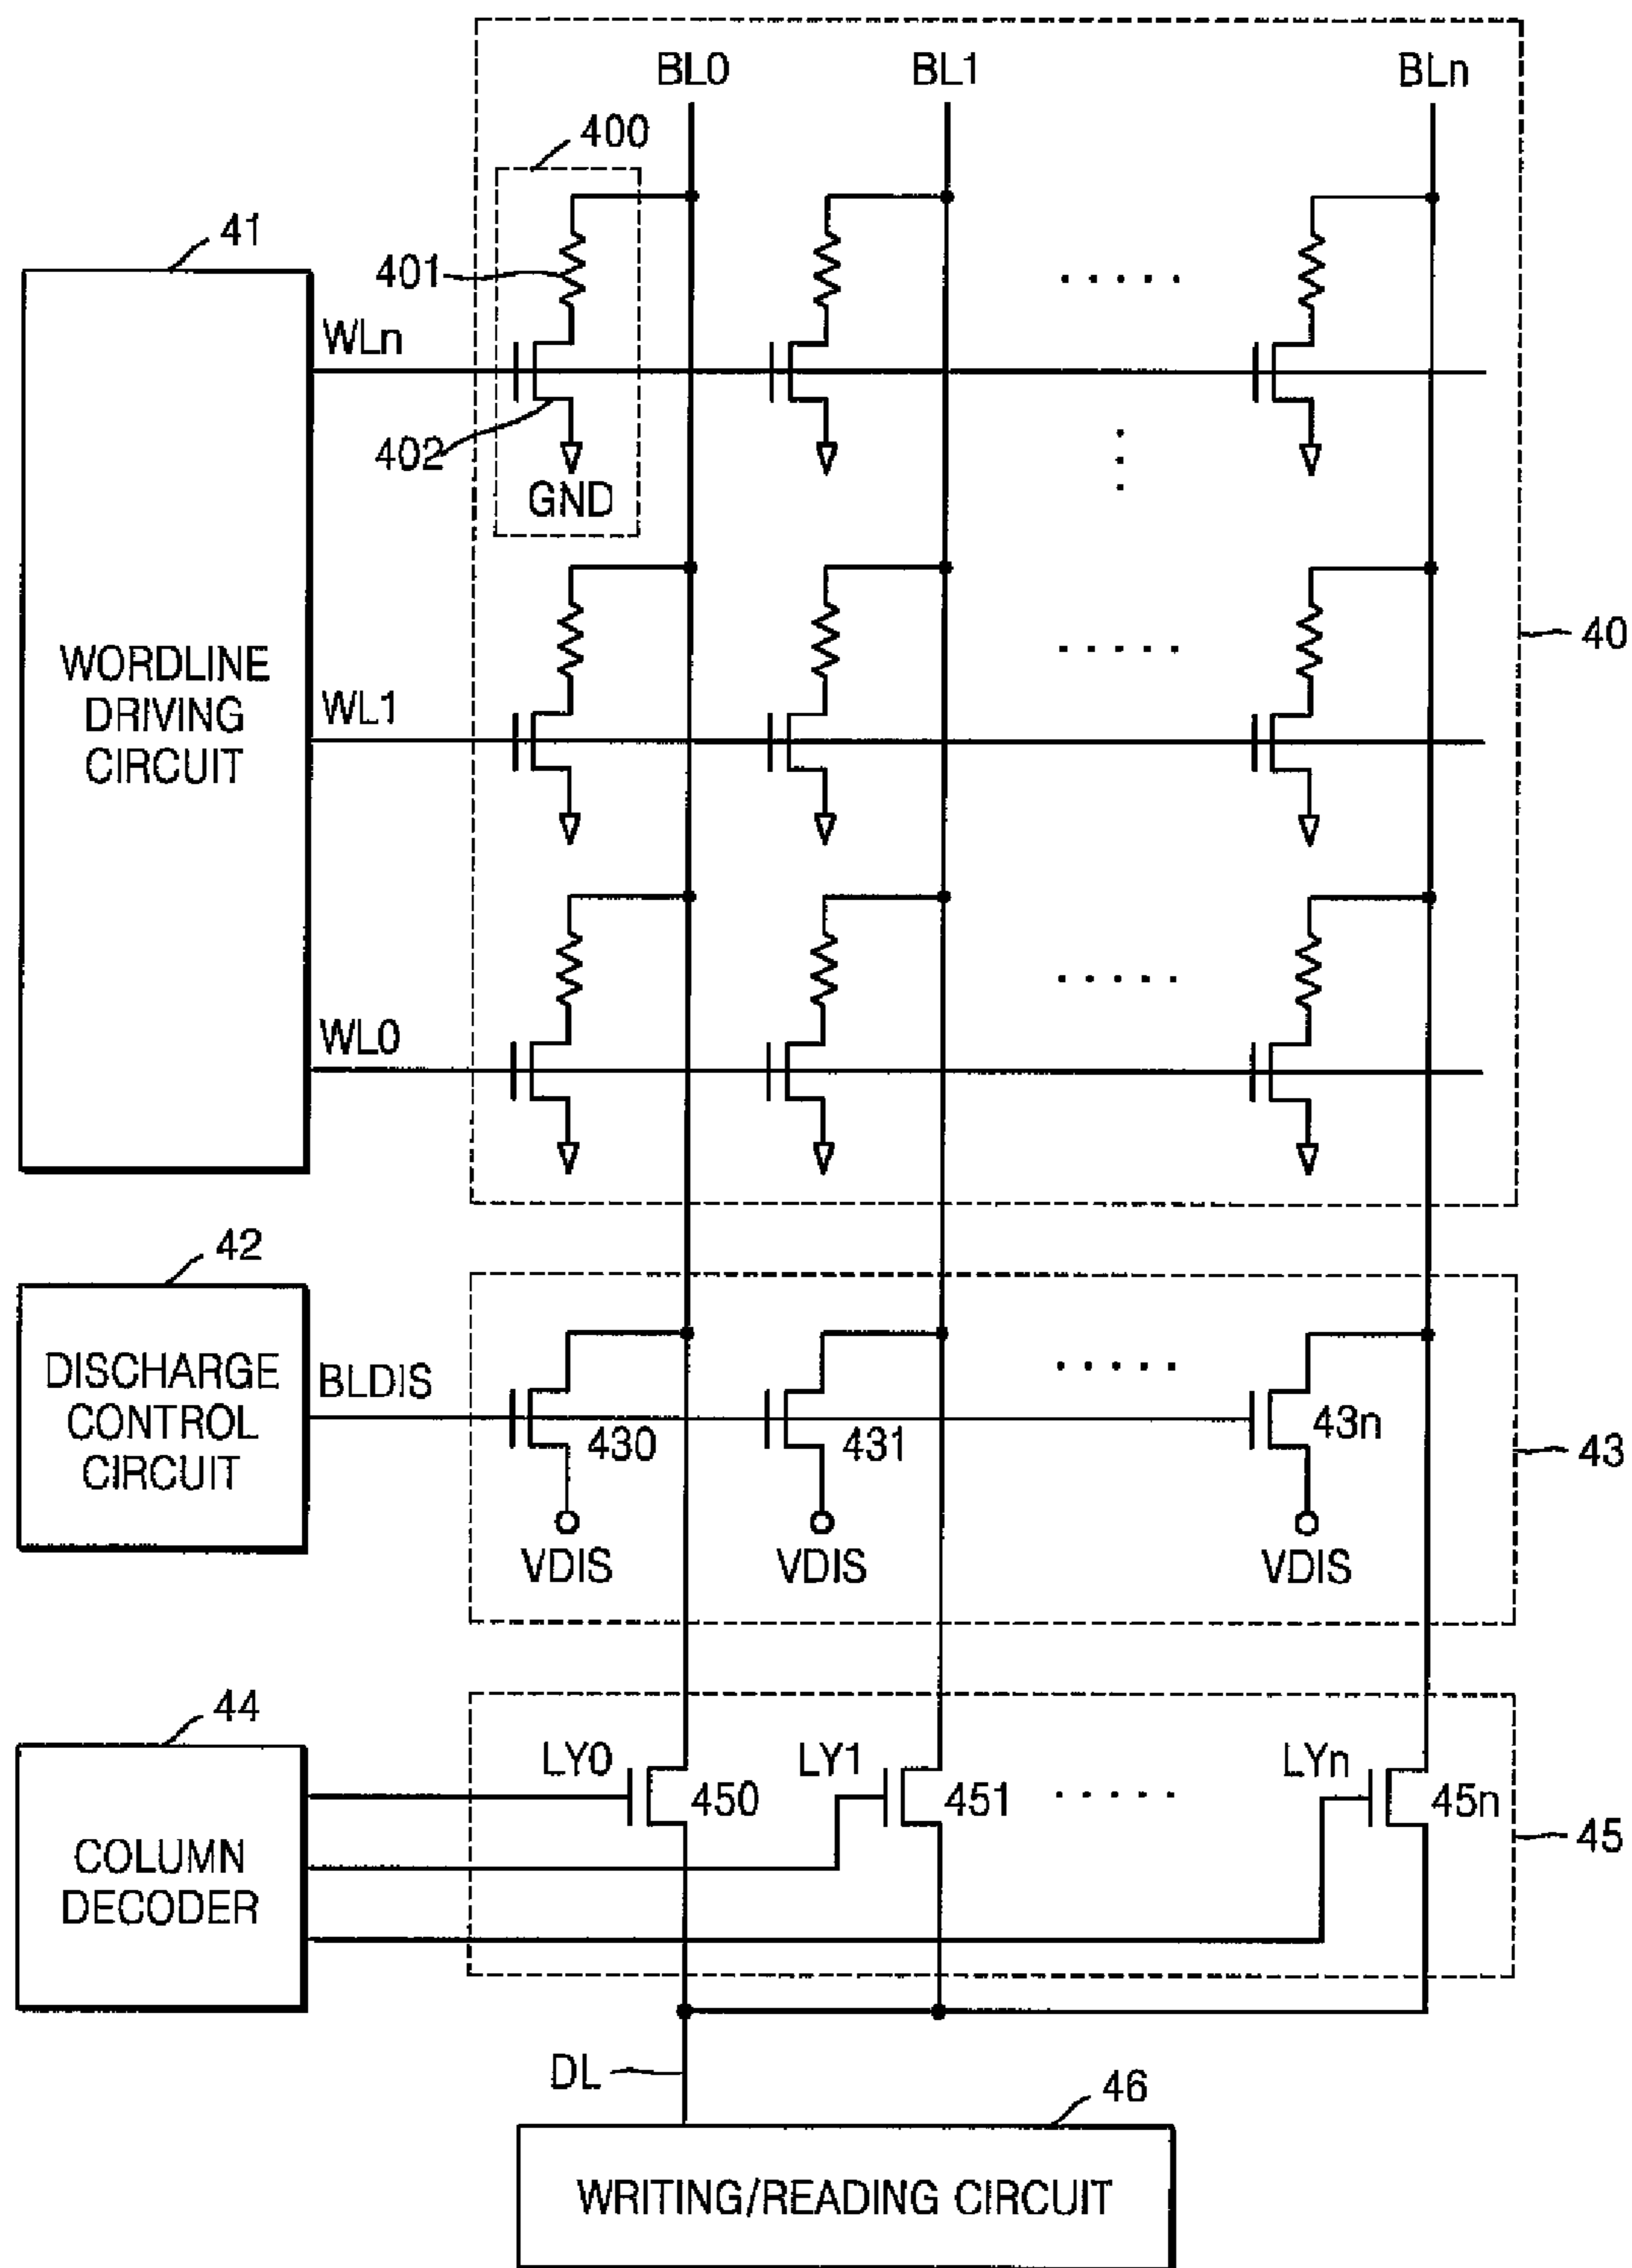 BL0 BL1 BLn
400
41
401
WLn
402
GND
40
WORDLINE
DRIVING
CIRCUIT
WL1
WL0
42
DISCHARGE
CONTROL
CIRCUIT
BLDIS
430 431 43n
43
VDIS VDIS VDIS
44
LY0 LY1 LYn
450 451 45n
45
COLUMN
DECODER
DL
46
WRITING/READING CIRCUIT